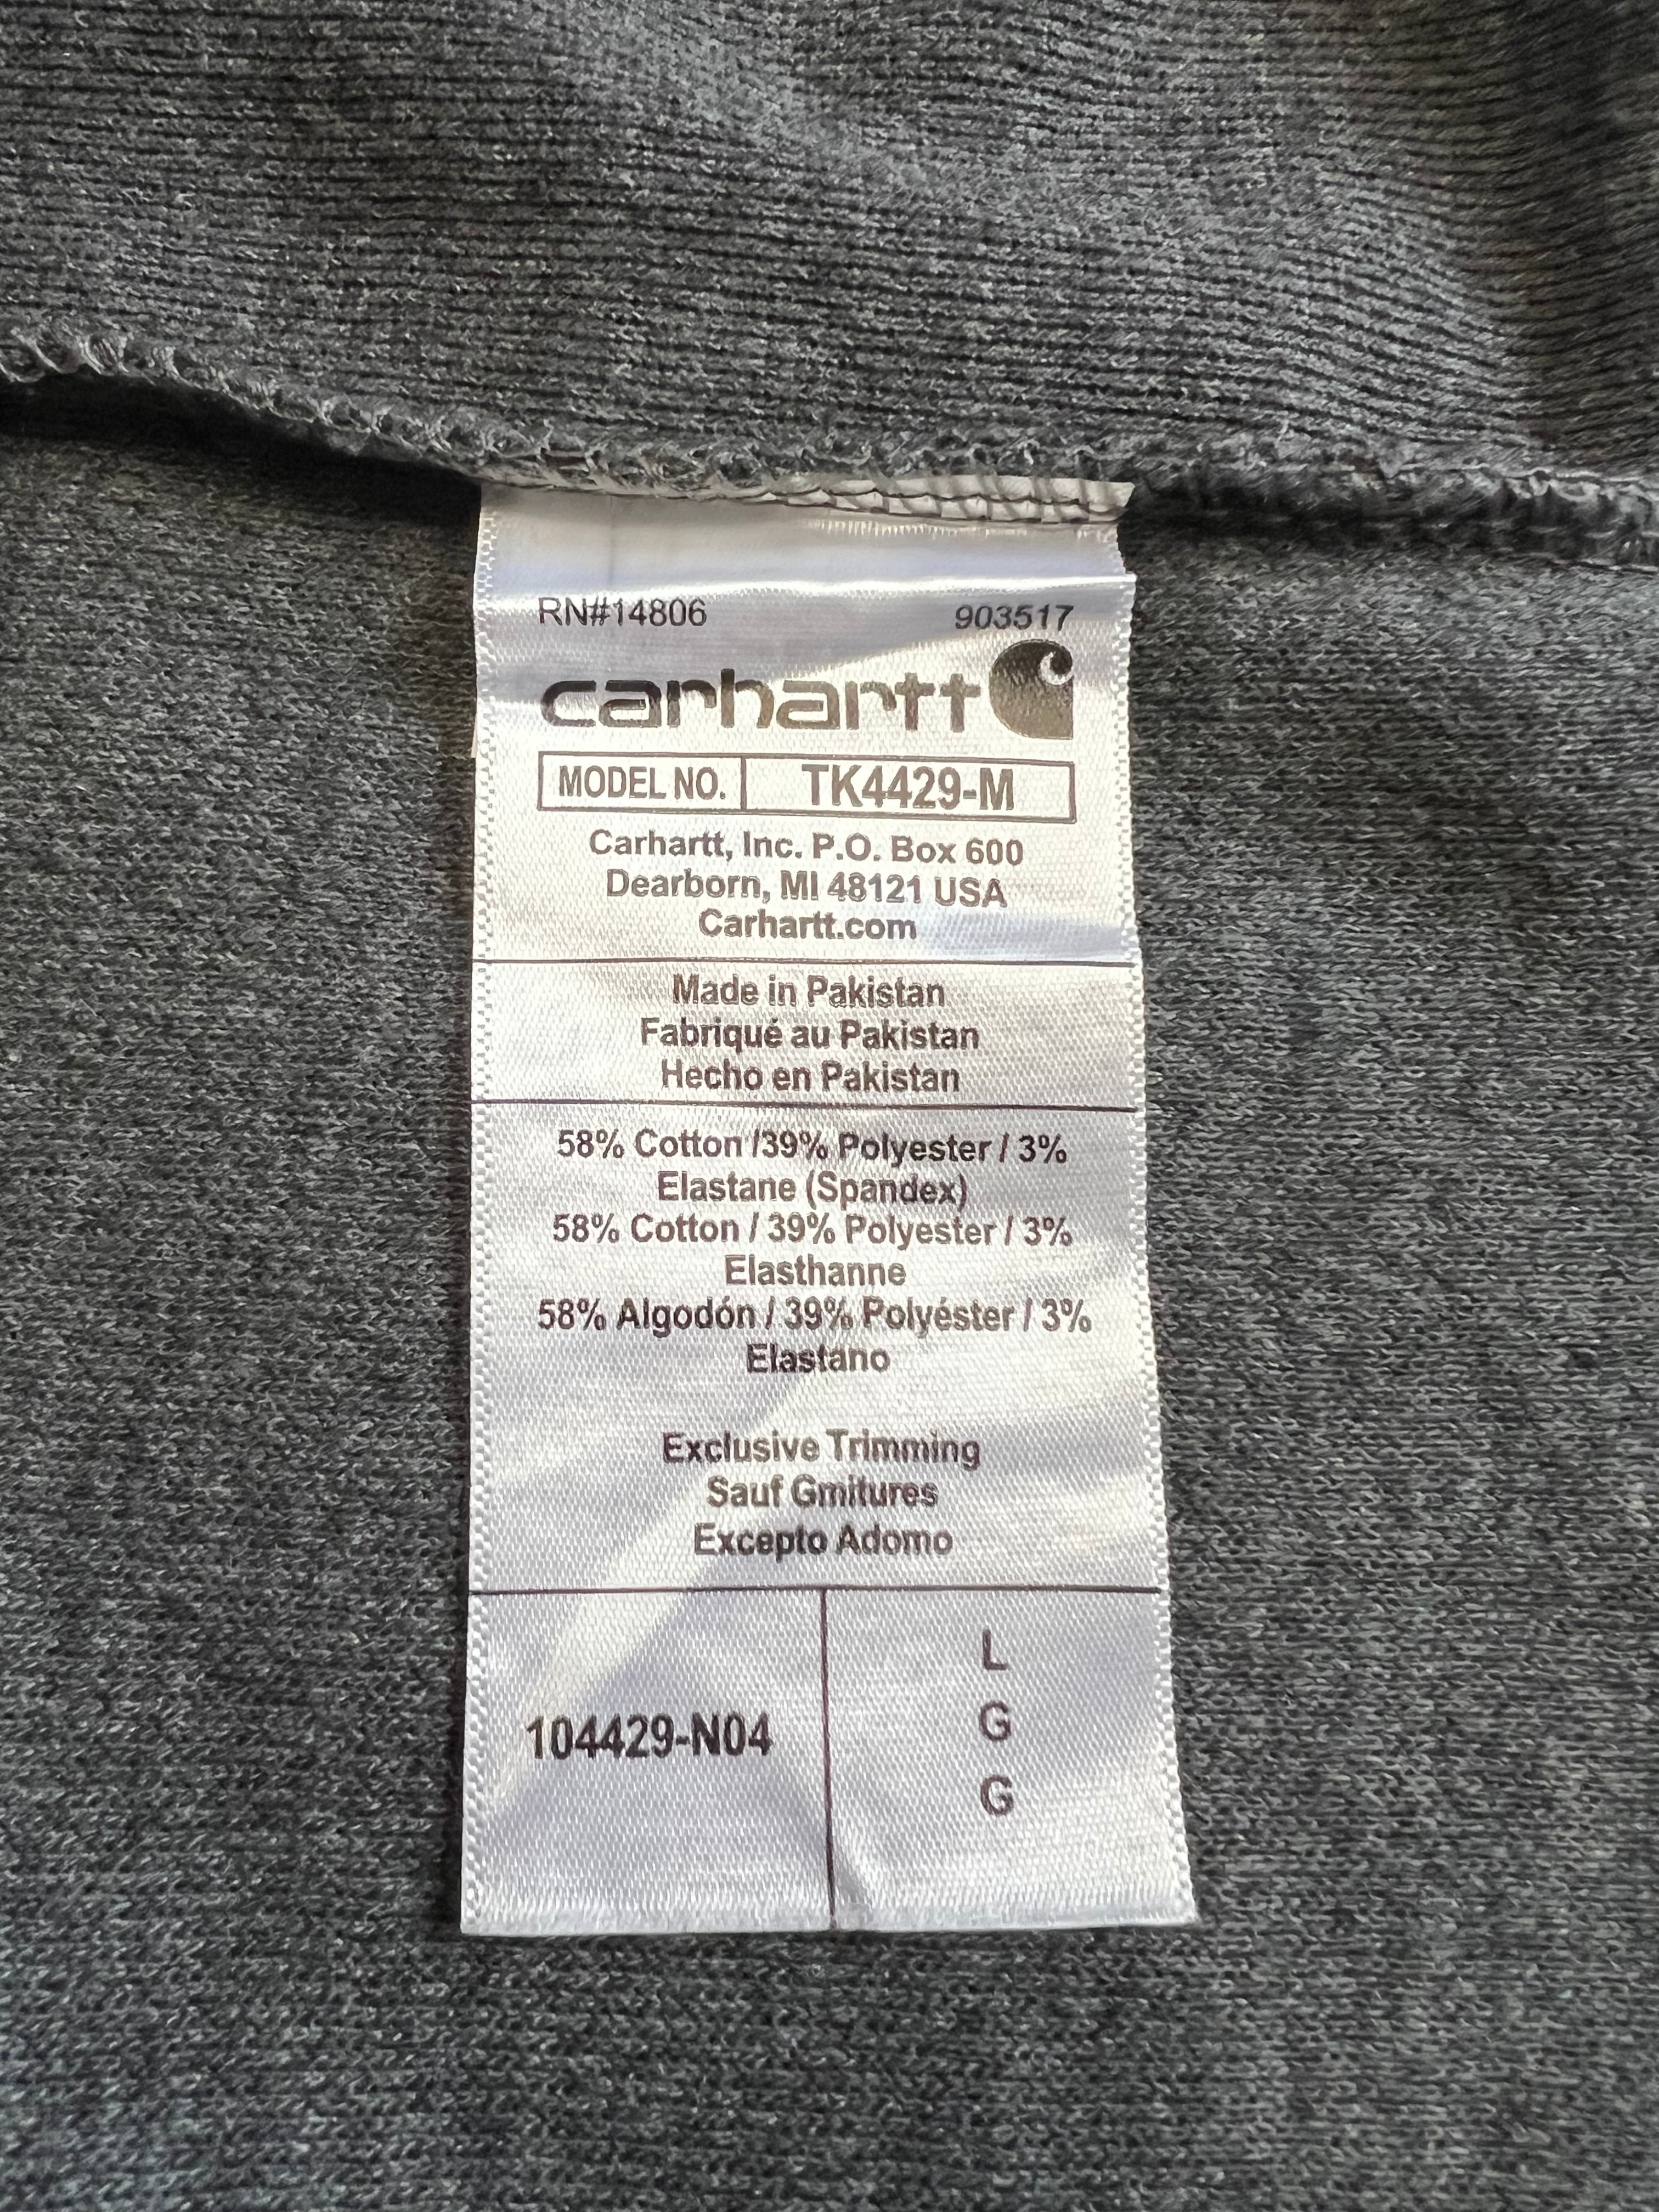 RN#14806 903517
carhartt
MODEL NO. TK4429-M
Carhartt, Inc. P.O. Box 600
Dearborn, MI 48121 USA
Carhartt.com
Made in Pakistan
Fabriqué au Pakistan
Hecho en Pakistan
58% Cotton /39% Polyester / 3%
Elastane (Spandex)
58% Cotton / 39% Polyester / 3%
Elasthanne
58% Algodón / 39% Polyéster / 3%
Elastano
Exclusive Trimming
Sauf Gmitures
Excepto Adomo
104429-N04
L
G
G